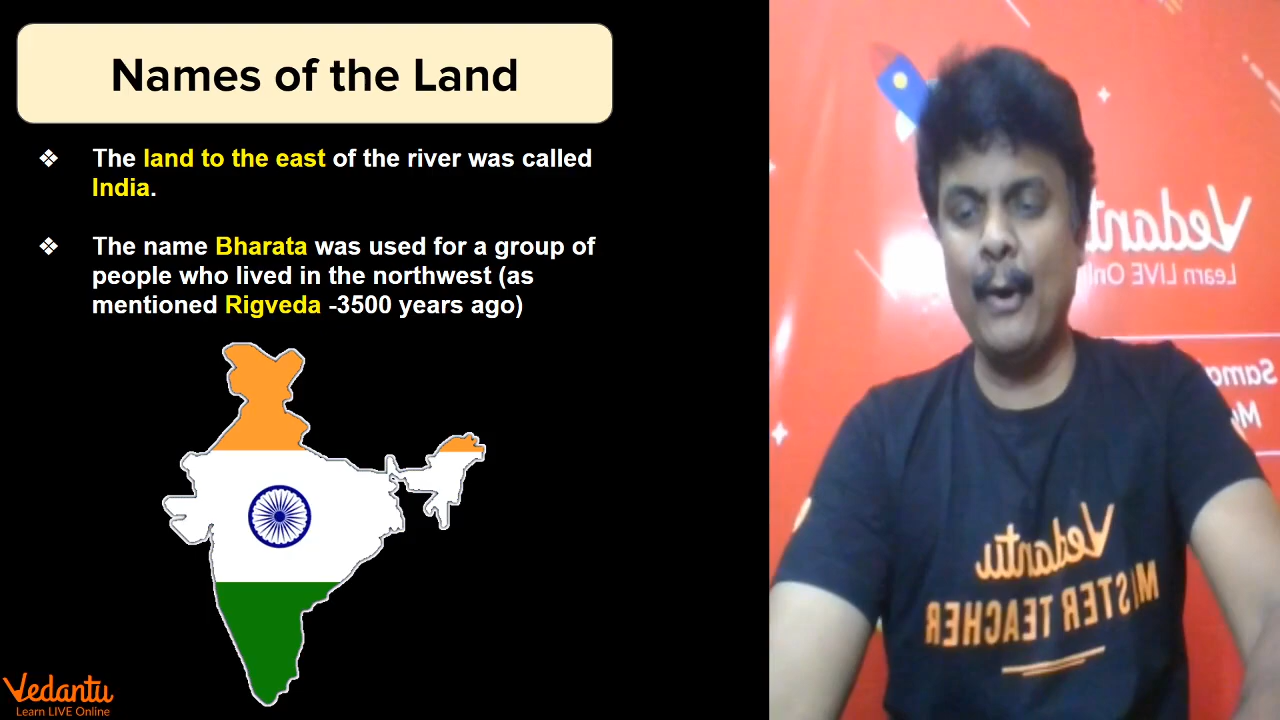 Names of the Land
❖ The land to the east of the river was called
India.
❖ The name Bharata was used for a group of
people who lived in the northwest (as
mentioned Rigveda -3500 years ago)
Vedantu
Learn LIVE Online
Vedantu
Learn LIVE Onl
Vedantu
MASTER TEACHER